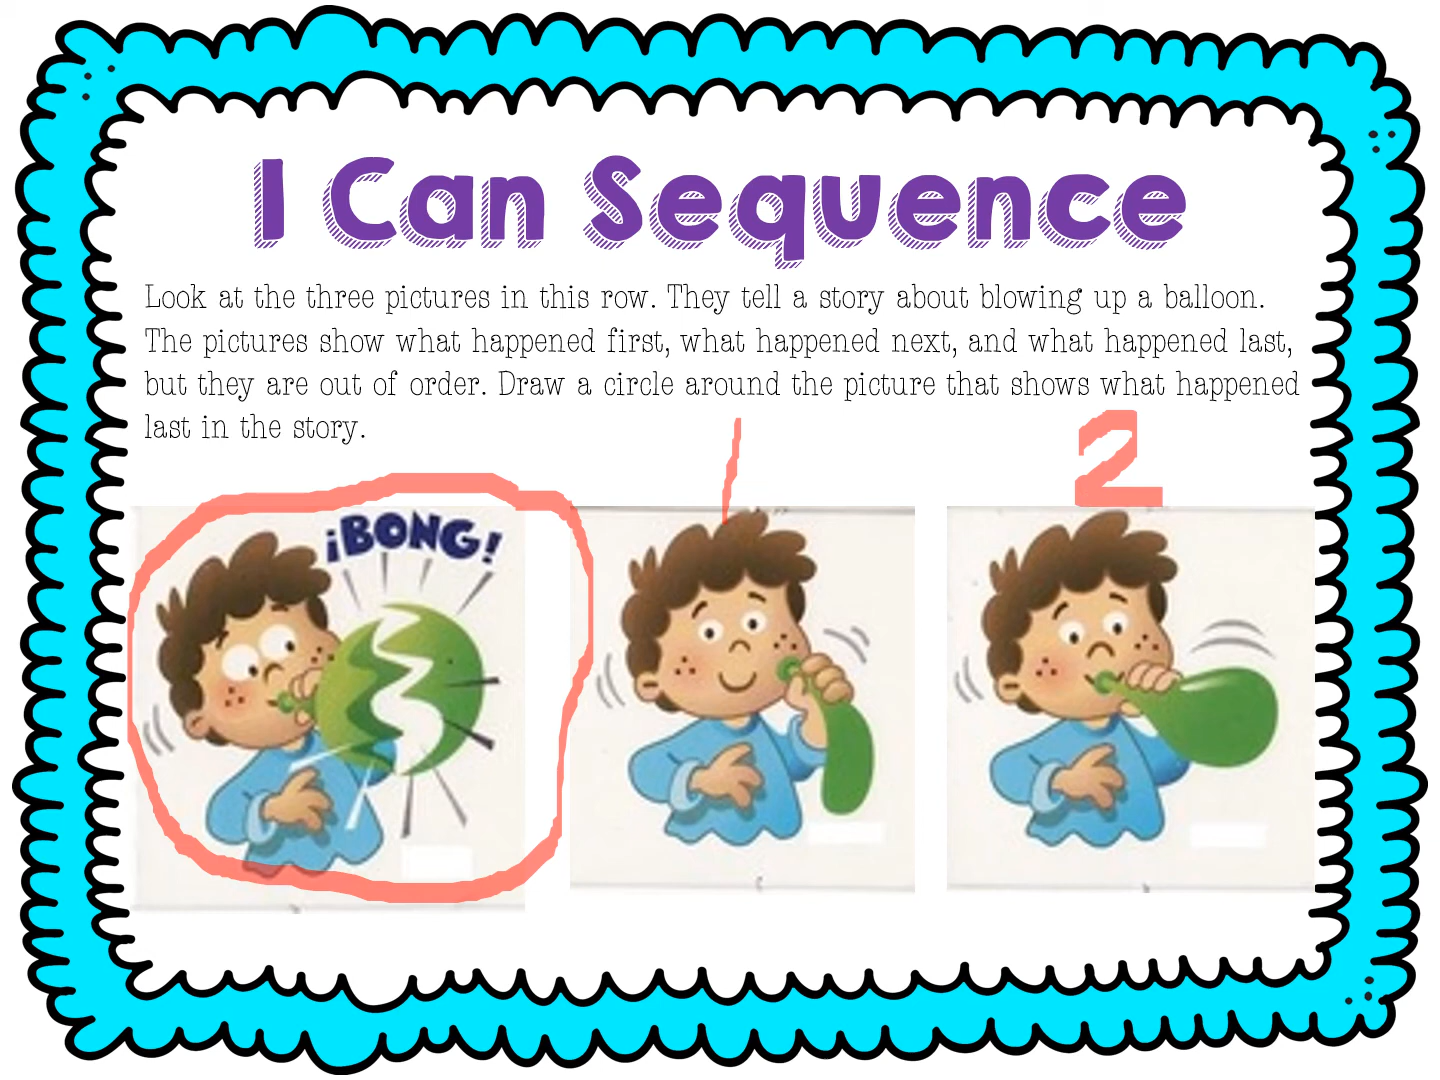 I Can Sequence
Look at the three pictures in this row. They tell a story about blowing up a balloon.
The pictures show what happened first, what happened next, and what happened last,
but they are out of order. Draw a circle around the picture that shows what happened
last in the story.
1 2
¡BONG!